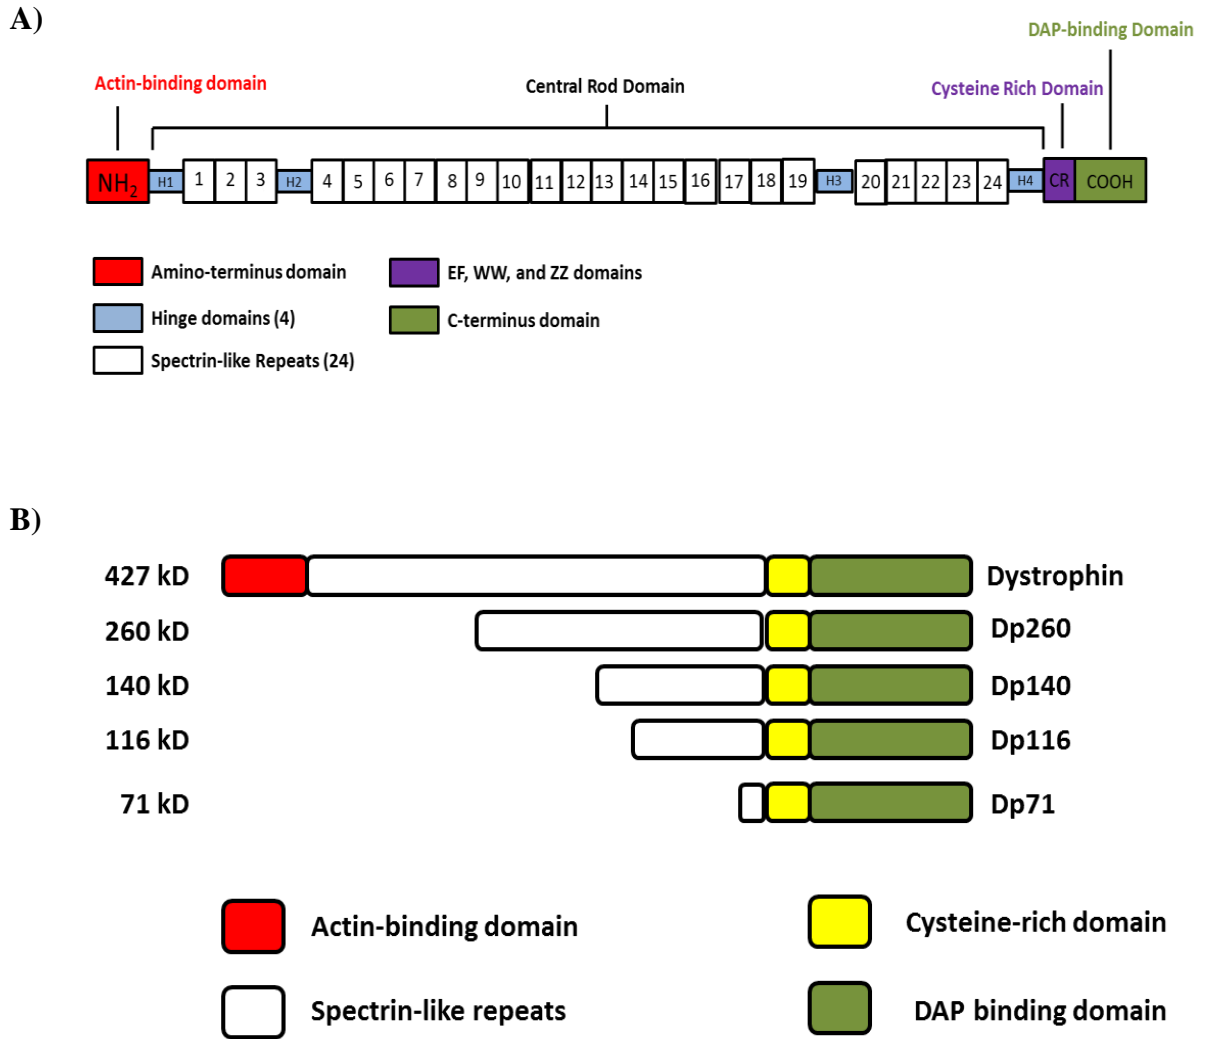 A)
DAP-binding Domain
Actin-binding domain
Central Rod Domain
Cysteine Rich Domain
NH2 H1 1 2 3 H2 4 5 6 7 8 9 10 11 12 13 14 15 16 17 18 19 H3 20 21 22 23 24 H4 CR COOH
Amino-terminus domain
EF, WW, and ZZ domains
Hinge domains (4)
C-terminus domain
Spectrin-like Repeats (24)
B)
427 kD Dystrophin
260 kD Dp260
140 kD Dp140
116 kD Dp116
71 kD Dp71
Actin-binding domain
Cysteine-rich domain
Spectrin-like repeats
DAP binding domain